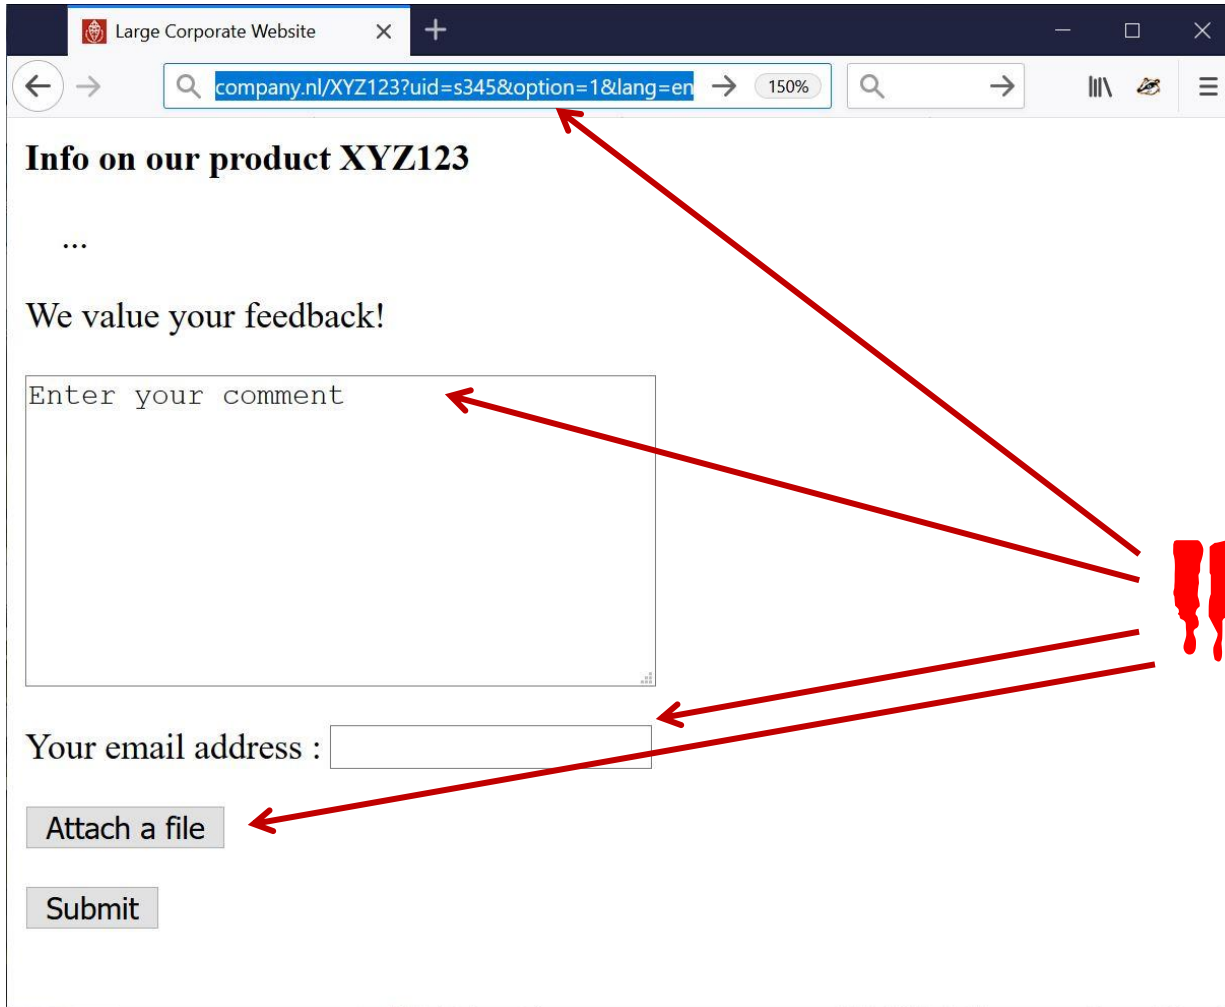 Large Corporate Website
company.nl/XYZ123?uid=s345&option=1&lang=en
150%
Info on our product XYZ123
...
We value your feedback!
Enter your comment
Your email address :
Attach a file
Submit